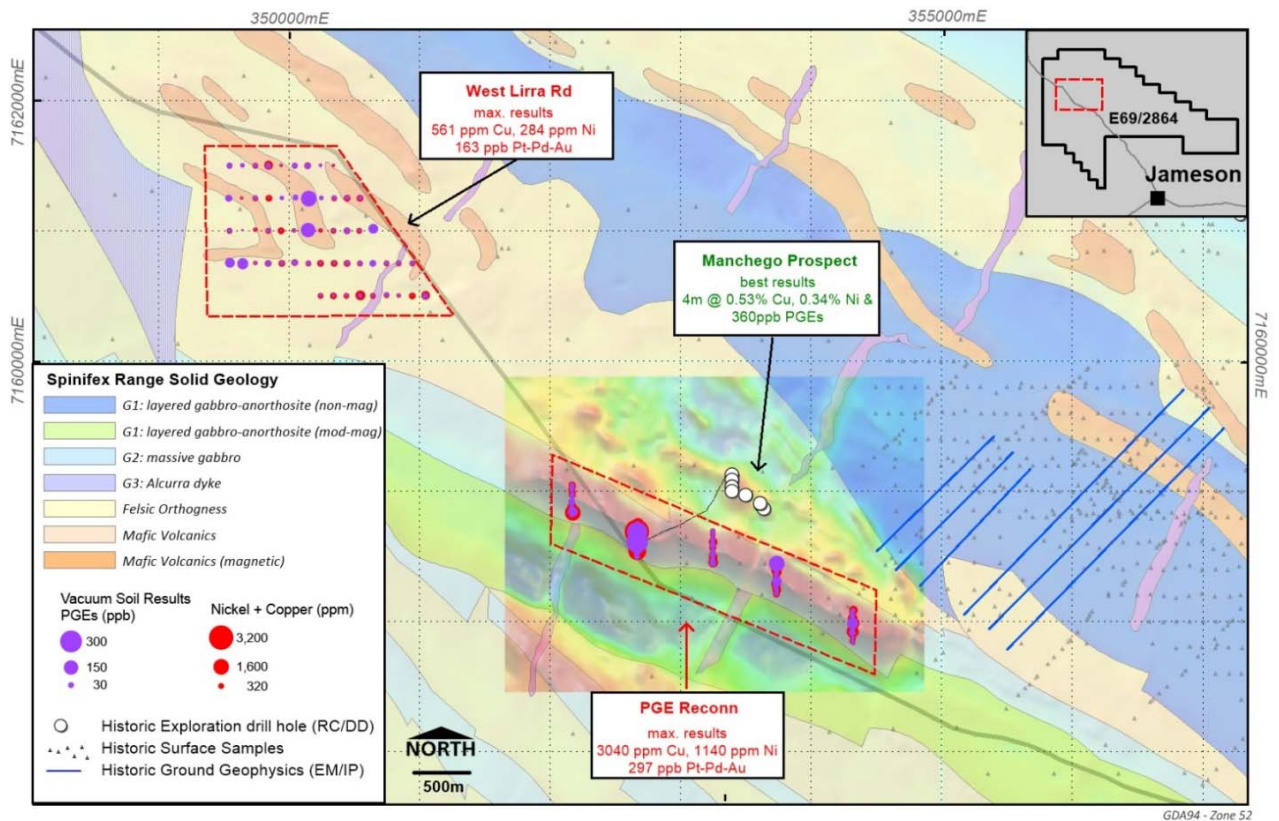 350000mE
355000mE
7162000mE
7160000mE
7160000mE
West Lirra Rd
max. results
561 ppm Cu, 284 ppm Ni
163 ppb Pt-Pd-Au
E69/2864
Jameson
Manchego Prospect
best results
4m @ 0.53% Cu, 0.34% Ni &
360ppb PGEs
Spinifex Range Solid Geology
G1: layered gabbro-anorthosite (non-mag)
G1: layered gabbro-anorthosite (mod-mag)
G2: massive gabbro
G3: Alcurra dyke
Felsic Orthogness
Mafic Volcanics
Mafic Volcanics (magnetic)
Vacuum Soil Results
PGEs (ppb)
300
150
30
Nickel + Copper (ppm)
3,200
1,600
320
Historic Exploration drill hole (RC/DD)
Historic Surface Samples
Historic Ground Geophysics (EM/IP)
NORTH
500m
PGE Reconn
max. results
3040 ppm Cu, 1140 ppm Ni
297 ppb Pt-Pd-Au
GDA94 - Zone 52